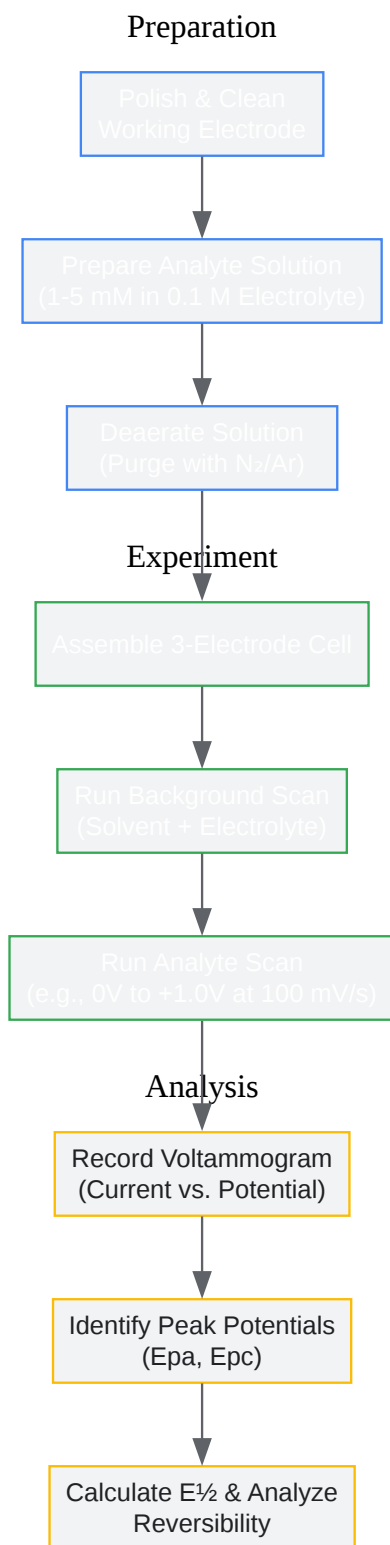 Preparation
Polish & Clean
Working Electrode
Prepare Analyte Solution
(1-5 mM in 0.1 M Electrolyte)
Deaerate Solution
(Purge with N₂/Ar)
Experiment
Assemble 3-Electrode Cell
Run Background Scan
(Solvent + Electrolyte)
Run Analyte Scan
(e.g., 0V to +1.0V at 100 mV/s)
Analysis
Record Voltammogram
(Current vs. Potential)
Identify Peak Potentials
(Epa, Epc)
Calculate E½ & Analyze
Reversibility